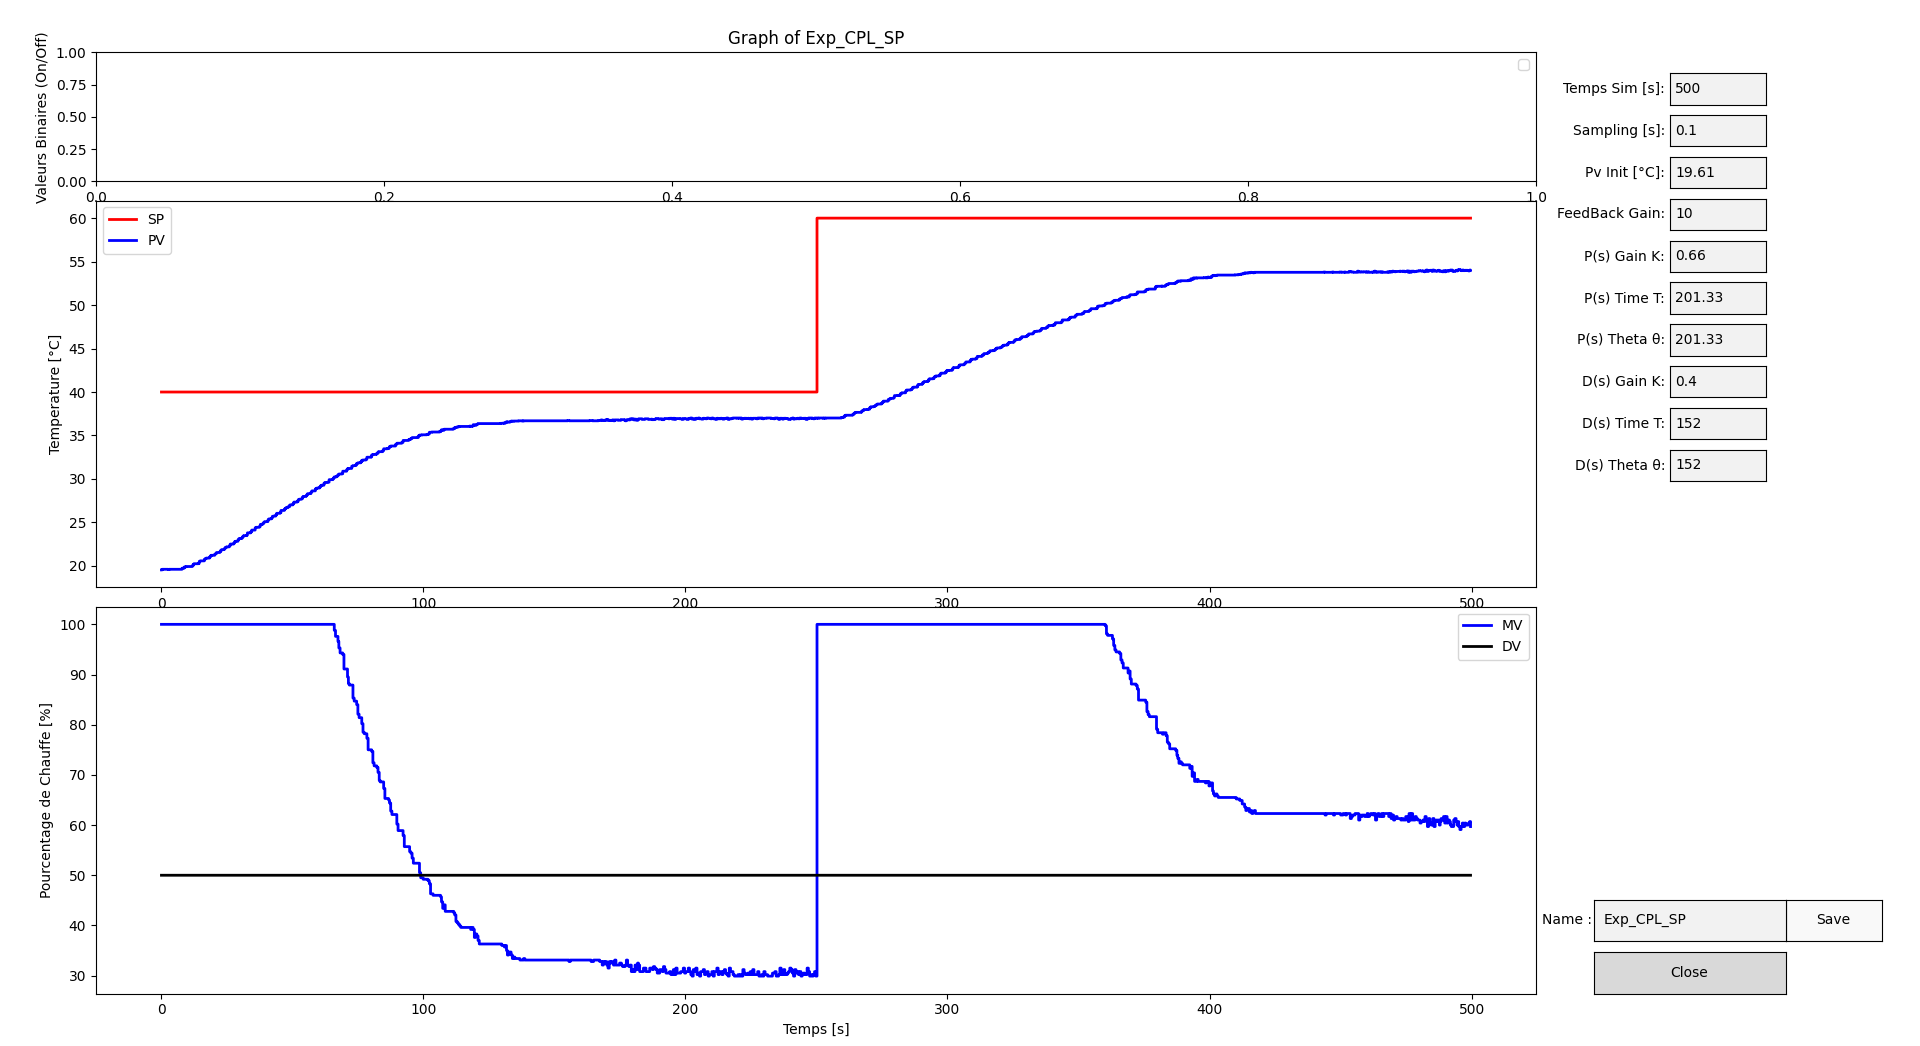 Graph of Exp_CPL_SP
Valeurs Binaires (On/Off)
1.00
0.75
0.50
0.25
0.00
0.0 0.2 0.4 0.6 0.8 1.0
SP
PV
Temperature [°C]
60
55
50
45
40
35
30
25
20
0 100 200 300 400 500
MV
DV
Pourcentage de Chauffe [%]
100
90
80
70
60
50
40
30
0 100 200 300 400 500
Temps [s]
Temps Sim [s]: 500
Sampling [s]: 0.1
Pv Init [°C]: 19.61
FeedBack Gain: 10
P(s) Gain K: 0.66
P(s) Time T: 201.33
P(s) Theta θ: 201.33
D(s) Gain K: 0.4
D(s) Time T: 152
D(s) Theta θ: 152
Name : Exp_CPL_SP Save
Close